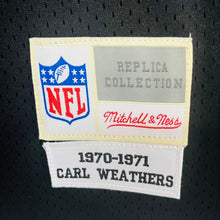 NFL
REPLICA
COLLECTION
Mitchell & Ness
1970-1971
CARL WEATHERS